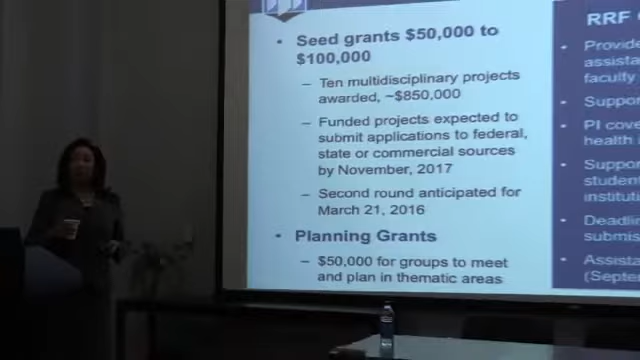 • Seed grants $50,000 to
$100,000
– Ten multidisciplinary projects
awarded, ~$850,000
– Funded projects expected to
submit applications to federal,
state or commercial sources
by November, 2017
– Second round anticipated for
March 21, 2016
• Planning Grants
– $50,000 for groups to meet
and plan in thematic areas
RRF
• Provide
assista
faculty
• Suppor
• PI cove
health
• Suppor
studen
institut
• Deadli
submis
• Assista
(Septe